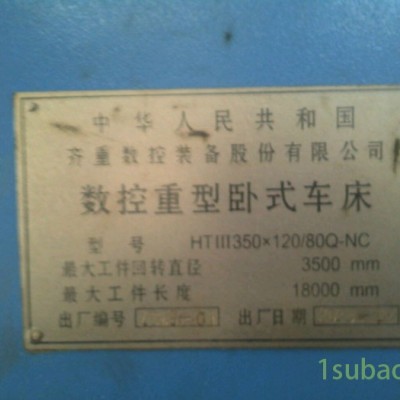 中华人民共和国
齐重数控装备股份有限公司
数控重型卧式车床
型号 HTIII350×120/80Q-NC
最大工件回转直径 3500 mm
最大工件长度 18000 mm
出厂编号 出厂日期
1subao